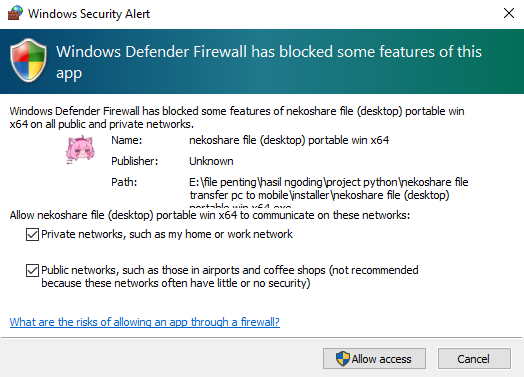 Windows Security Alert
Windows Defender Firewall has blocked some features of this
app
Windows Defender Firewall has blocked some features of nekoshare file (desktop) portable win
x64 on all public and private networks.
Name: nekoshare file (desktop) portable win x64
Publisher: Unknown
Path: E:\file penting\hasil ngoding\project python\nekoshare file
transfer pc to mobile\installer\nekoshare file (desktop)
portable win x64.exe
Allow nekoshare file (desktop) portable win x64 to communicate on these networks:
Private networks, such as my home or work network
Public networks, such as those in airports and coffee shops (not recommended
because these networks often have little or no security)
What are the risks of allowing an app through a firewall?
Allow access Cancel